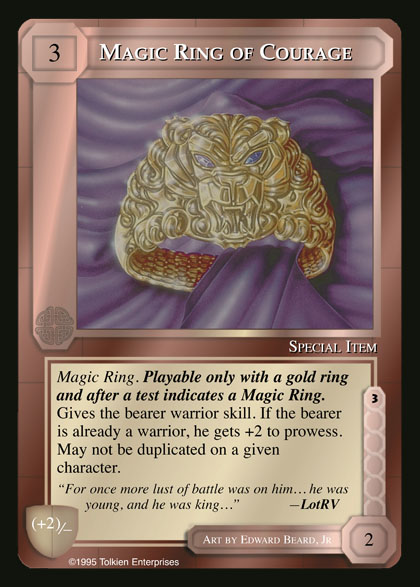 3
Magic Ring of Courage
Special Item
Magic Ring. Playable only with a gold ring
and after a test indicates a Magic Ring.
Gives the bearer warrior skill. If the bearer
is already a warrior, he gets +2 to prowess.
May not be duplicated on a given
character.
3
“For once more lust of battle was on him… he was
young, and he was king…” –LotRV
(+2)/–
Art by Edward Beard, Jr
2
©1995 Tolkien Enterprises